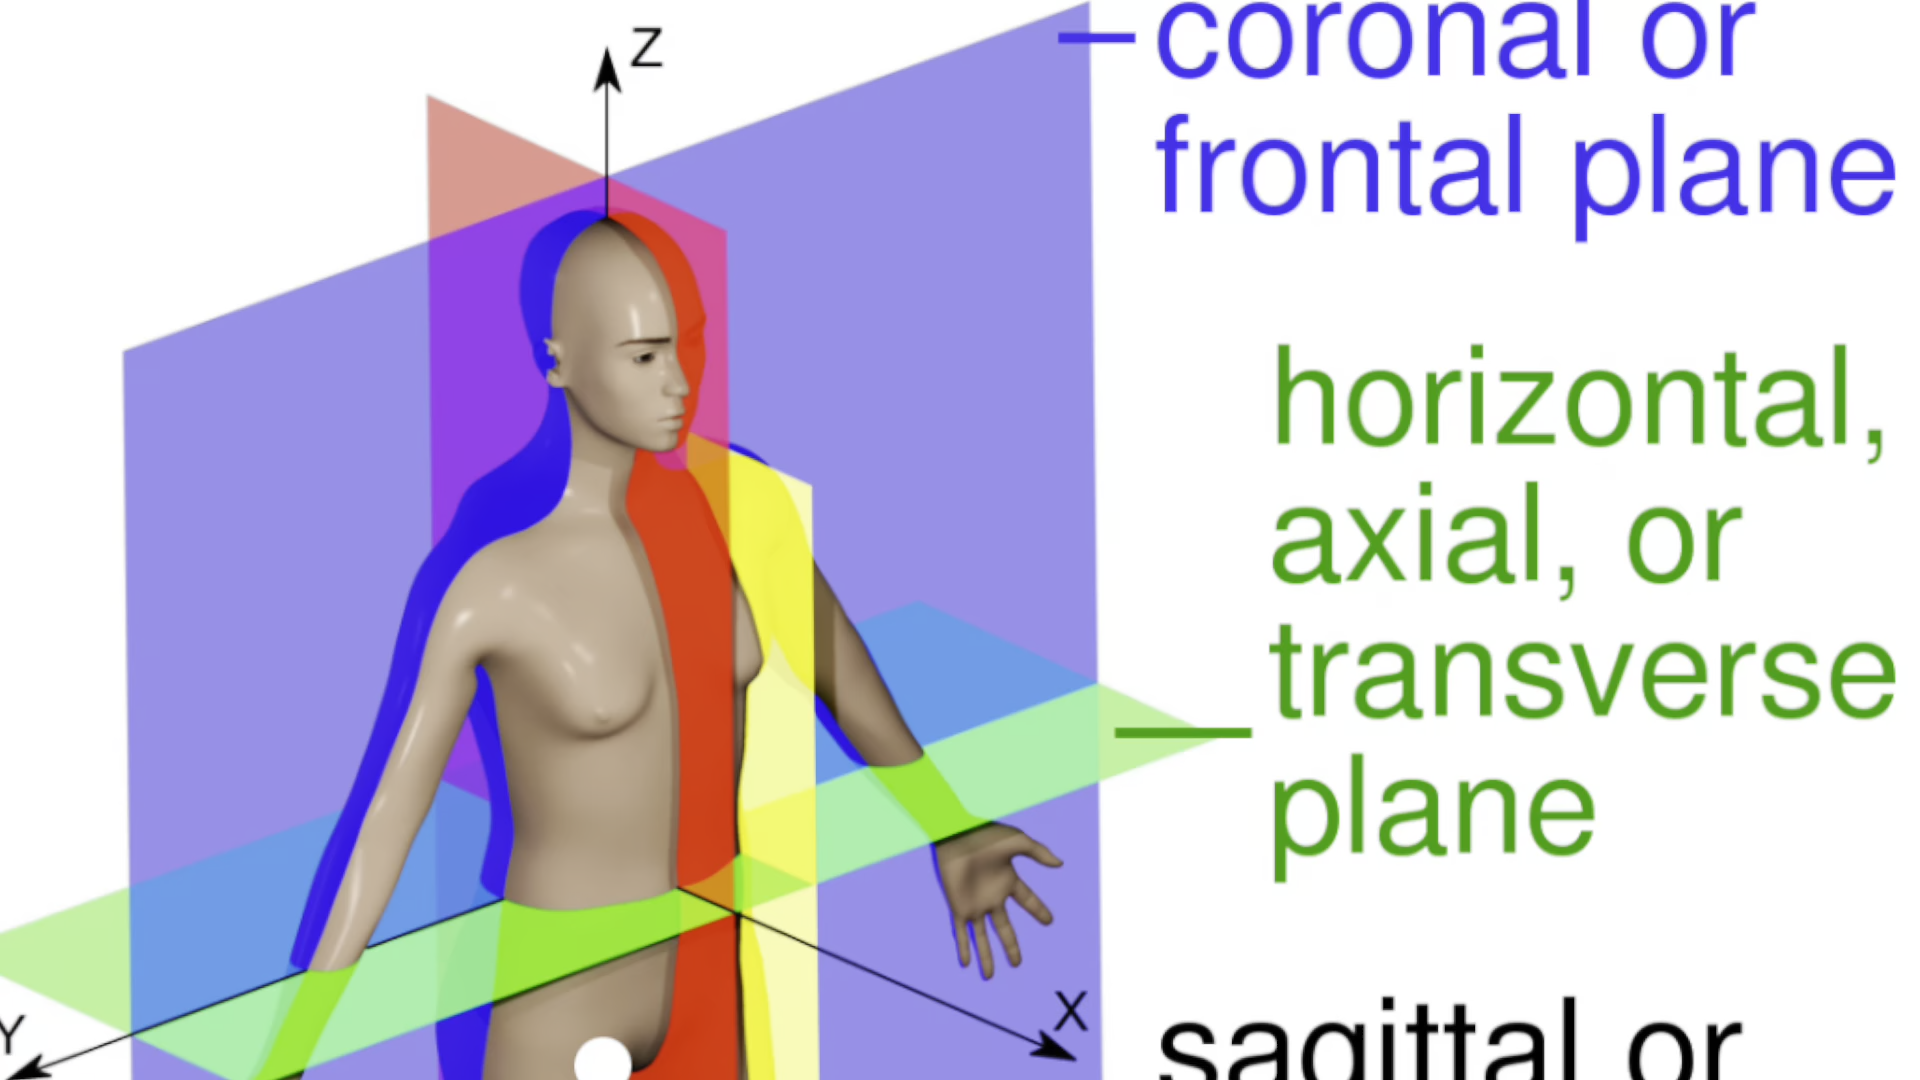 Z
coronal or
frontal plane
horizontal,
axial, or
transverse
plane
X
Y
sagittal or